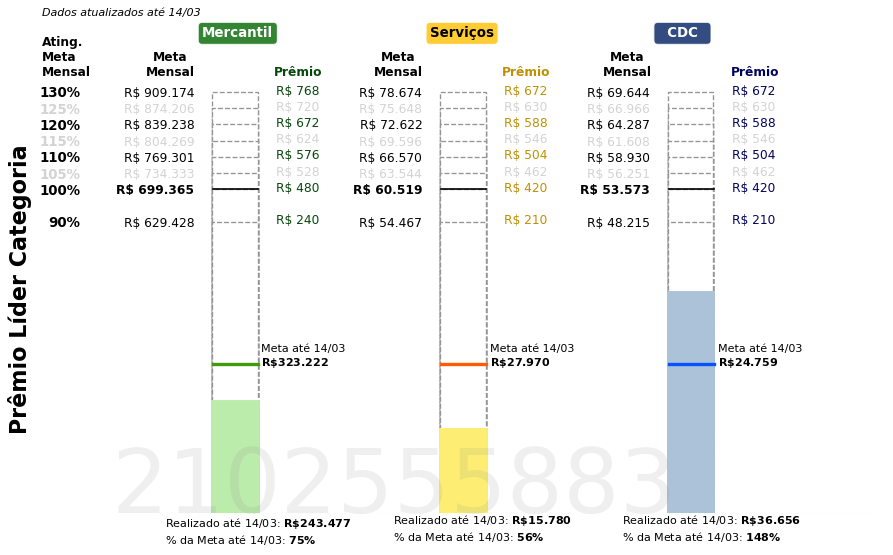 Dados atualizados até 14/03
Mercantil Serviços CDC
Ating.
Meta Meta Meta Meta
Mensal Mensal Prêmio Mensal Prêmio Mensal Prêmio
130% R$ 909.174 R$ 768 R$ 78.674 R$ 672 R$ 69.644 R$ 672
125% R$ 874.206 R$ 720 R$ 75.648 R$ 630 R$ 66.966 R$ 630
120% R$ 839.238 R$ 672 R$ 72.622 R$ 588 R$ 64.287 R$ 588
115% R$ 804.269 R$ 624 R$ 69.596 R$ 546 R$ 61.608 R$ 546
110% R$ 769.301 R$ 576 R$ 66.570 R$ 504 R$ 58.930 R$ 504
105% R$ 734.333 R$ 528 R$ 63.544 R$ 462 R$ 56.251 R$ 462
100% R$ 699.365 R$ 480 R$ 60.519 R$ 420 R$ 53.573 R$ 420
90% R$ 629.428 R$ 240 R$ 54.467 R$ 210 R$ 48.215 R$ 210
Prêmio Líder Categoria
Meta até 14/03 Meta até 14/03 Meta até 14/03
R$323.222 R$27.970 R$24.759
2102555883
Realizado até 14/03: R$243.477 Realizado até 14/03: R$15.780 Realizado até 14/03: R$36.656
% da Meta até 14/03: 75% % da Meta até 14/03: 56% % da Meta até 14/03: 148%